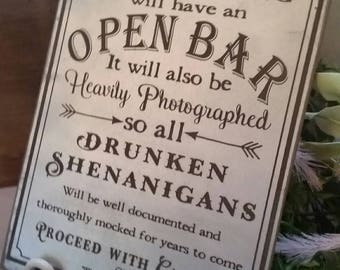 will have an
OPEN BAR
It will also be
Heavily Photographed
so all
DRUNKEN
SHENANIGANS
Will be well documented and
thoroughly mocked for years to come
PROCEED WITH